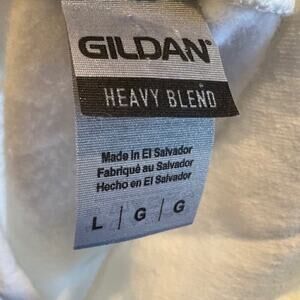 GILDAN®
HEAVY BLEND
Made in El Salvador
Fabriqué au Salvador
Hecho en El Salvador
L | G | G